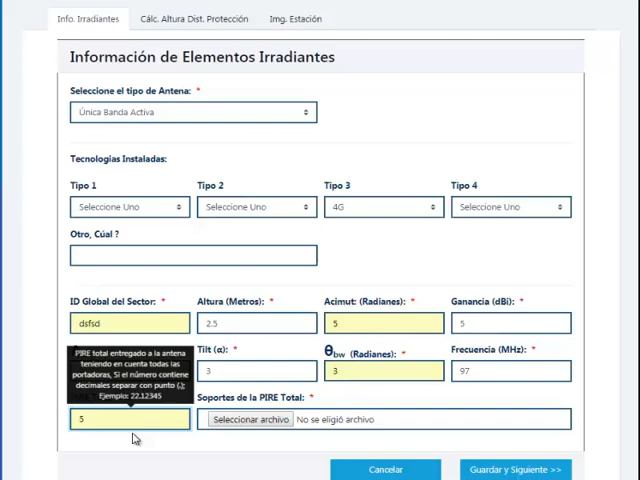 Info. Irradiantes Cálc. Altura Dist. Protección Img. Estación
Información de Elementos Irradiantes
Seleccione el tipo de Antena: *
Única Banda Activa
Tecnologías Instaladas:
Tipo 1 Tipo 2 Tipo 3 Tipo 4
Seleccione Uno Seleccione Uno 4G Seleccione Uno
Otro, Cúal ?
ID Global del Sector: * Altura (Metros): * Acimut: (Radianes): * Ganancia (dBi): *
dsfsd 2.5 5 5
Tilt (α): * θbw (Radianes): * Frecuencia (MHz): *
3 3 97
PIRE total entregado a la antena
teniendo en cuenta todas las
portadoras, Si el número contiene
decimales separar con punto (.);
Ejemplo: 22.12345
Soportes de la PIRE Total: *
5 Seleccionar archivo No se eligió archivo
Cancelar Guardar y Siguiente >>